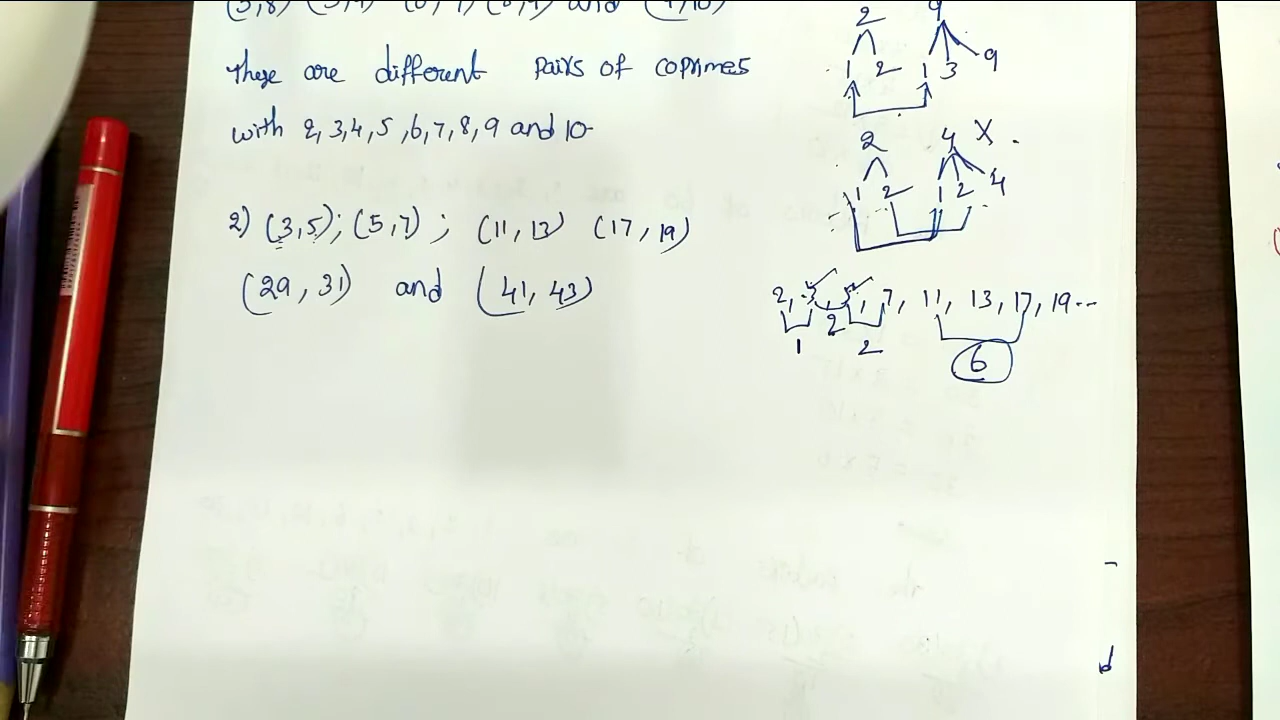 These are different pairs of coprimes
with 2, 3, 4, 5, 6, 7, 8, 9 and 10.
2) (3,5); (5,7); (11,13) (17,19)
(29,31) and (41,43)
2 9
1 2 1 3 9
2 4 X
1 2 1 2 4
2, 3, 5, 7, 11, 13, 17, 19--
1 2 2 6